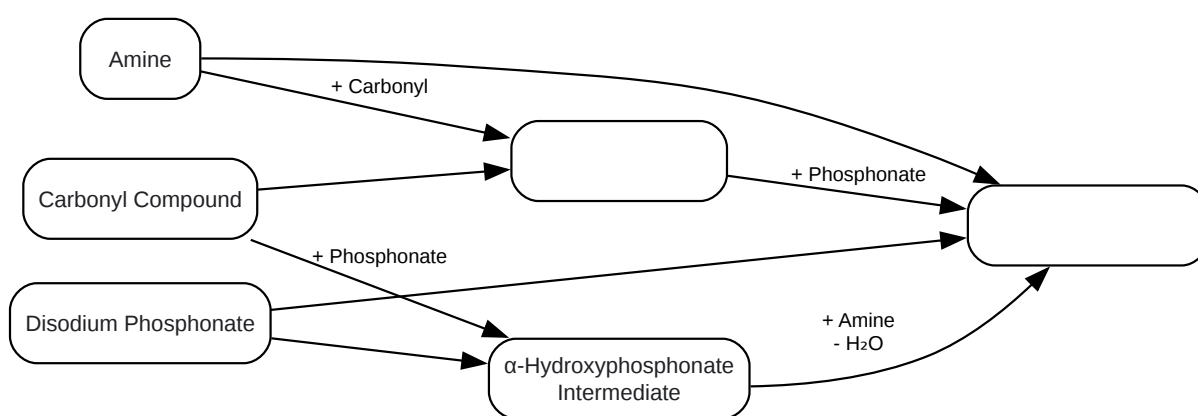 Amine
+ Carbonyl
+ Phosphonate
Carbonyl Compound
+ Phosphonate
Disodium Phosphonate
+ Amine
- H₂O
α-Hydroxyphosphonate
Intermediate